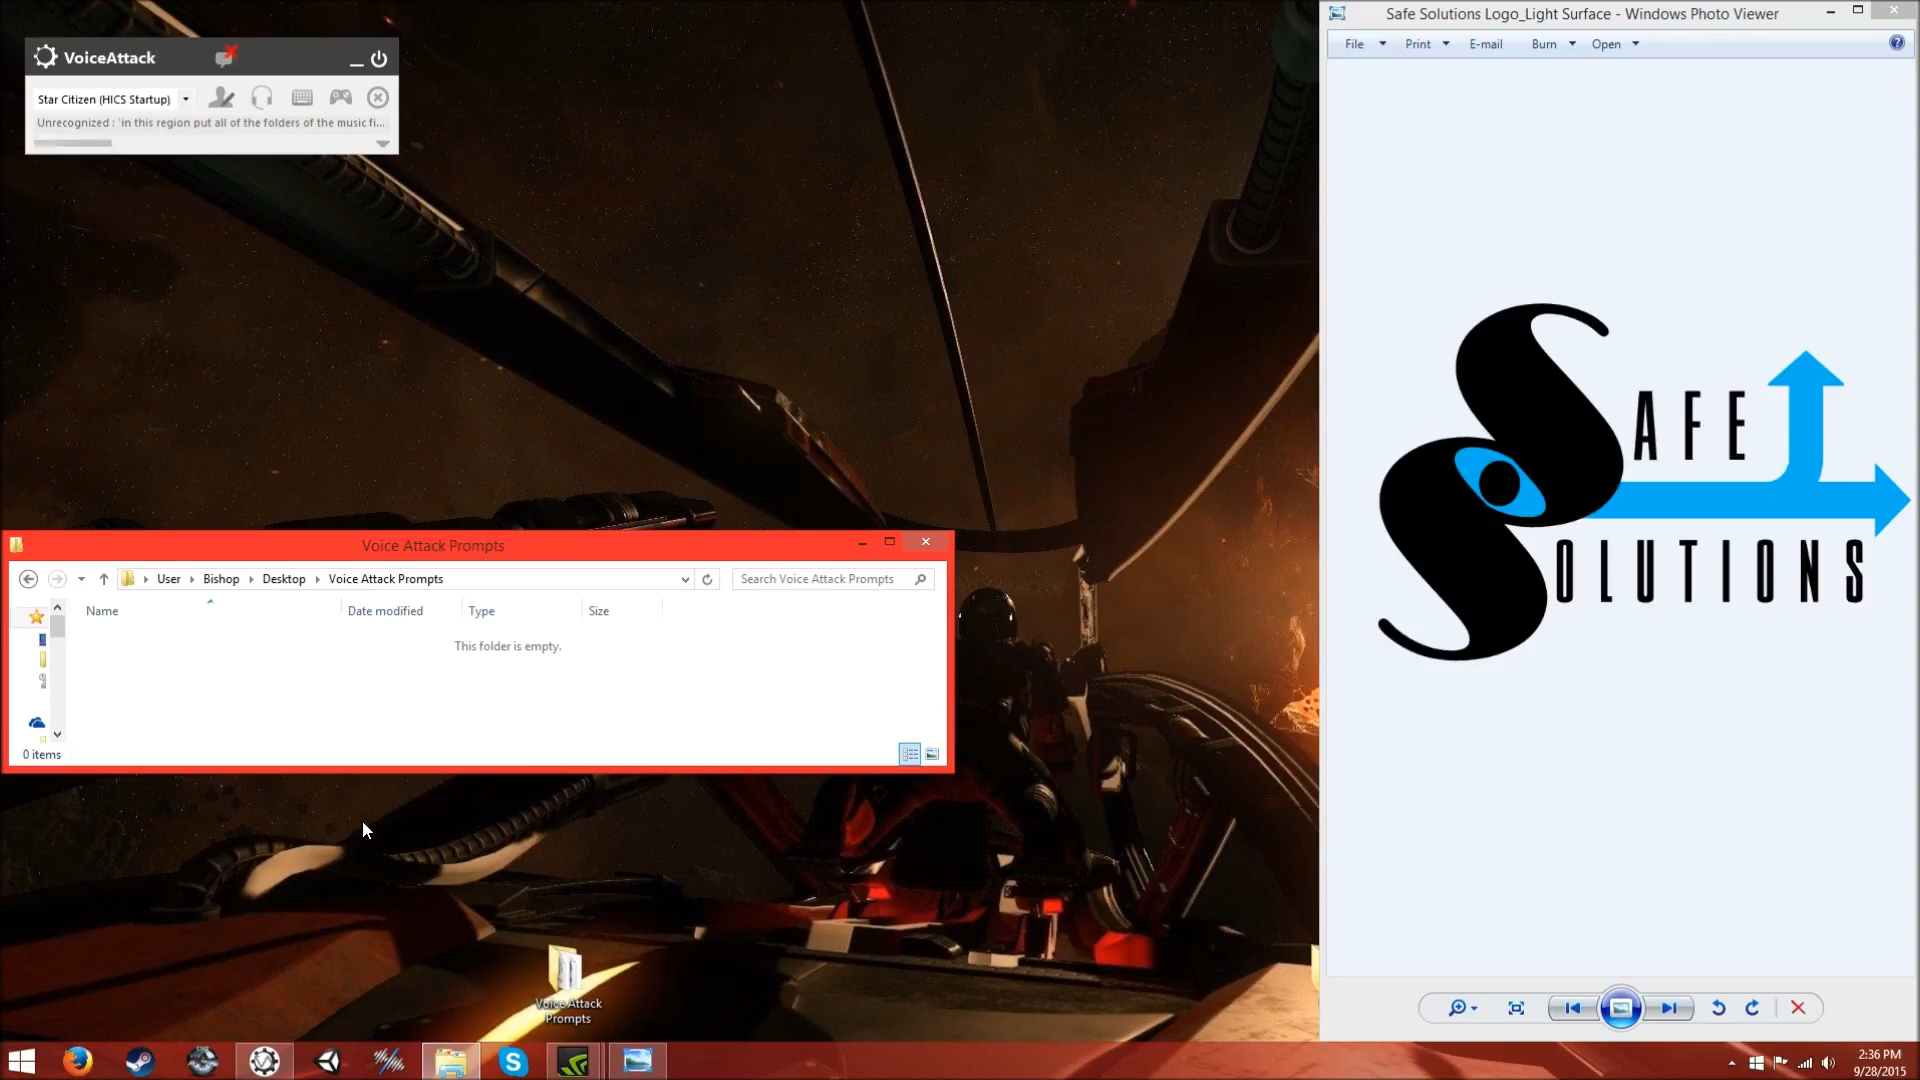 VoiceAttack
Star Citizen (HICS Startup)
Unrecognized : 'in this region put all of the folders of the music fi...
Safe Solutions Logo_Light Surface - Windows Photo Viewer
File Print E-mail Burn Open
SAFE
SOLUTIONS
Voice Attack Prompts
User Bishop Desktop Voice Attack Prompts
Search Voice Attack Prompts
Name Date modified Type Size
This folder is empty.
0 items
Voice Attack
Prompts
2:36 PM
9/28/2015